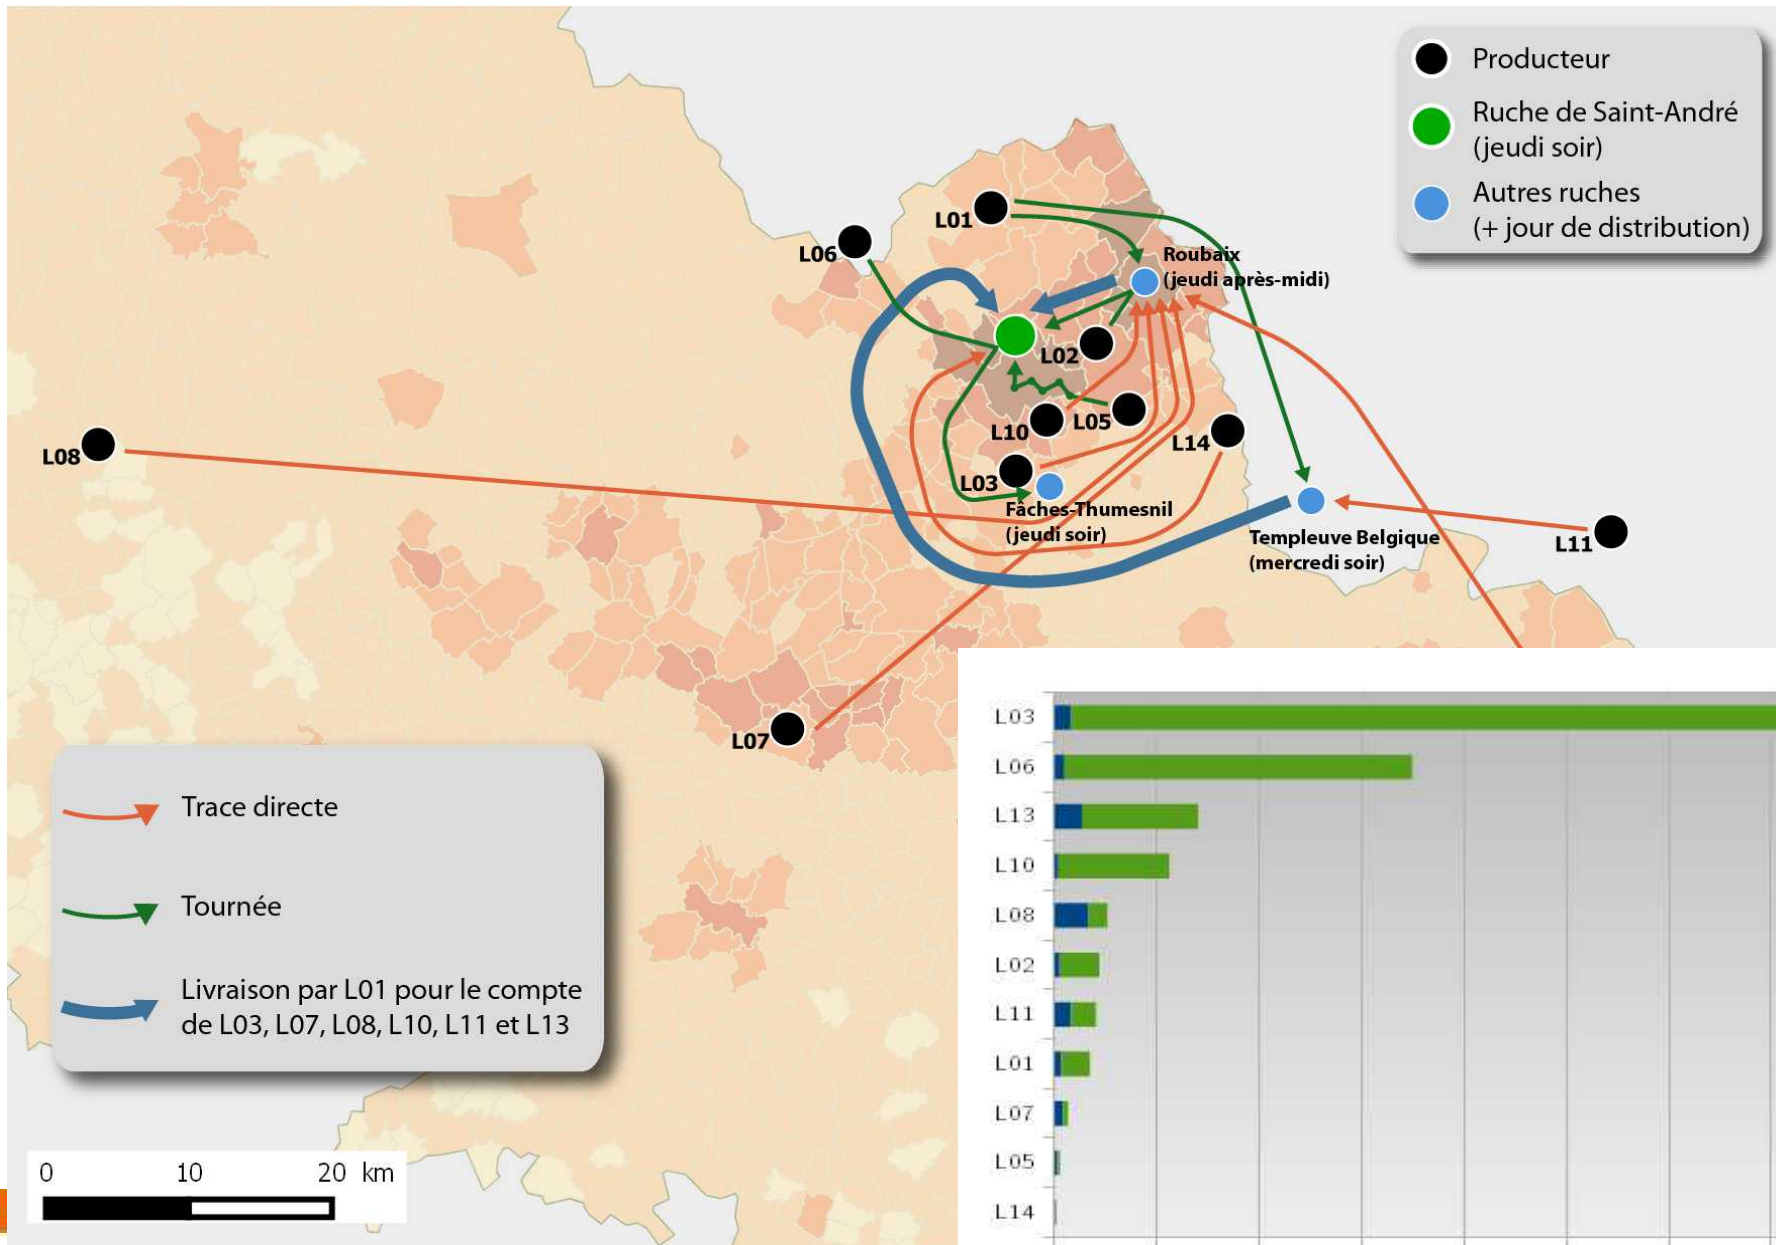 Producteur
Ruche de Saint-André
(jeudi soir)
Autres ruches
(+ jour de distribution)
L01
L06
Roubaix
(jeudi après-midi)
L02
L10
L05
L14
L08
L03
Fâches-Thumesnil
(jeudi soir)
Templeuve Belgique
(mercredi soir)
L11
L07
Trace directe
Tournée
Livraison par L01 pour le compte
de L03, L07, L08, L10, L11 et L13
0 10 20 km
L03
L06
L13
L10
L08
L02
L11
L01
L07
L05
L14